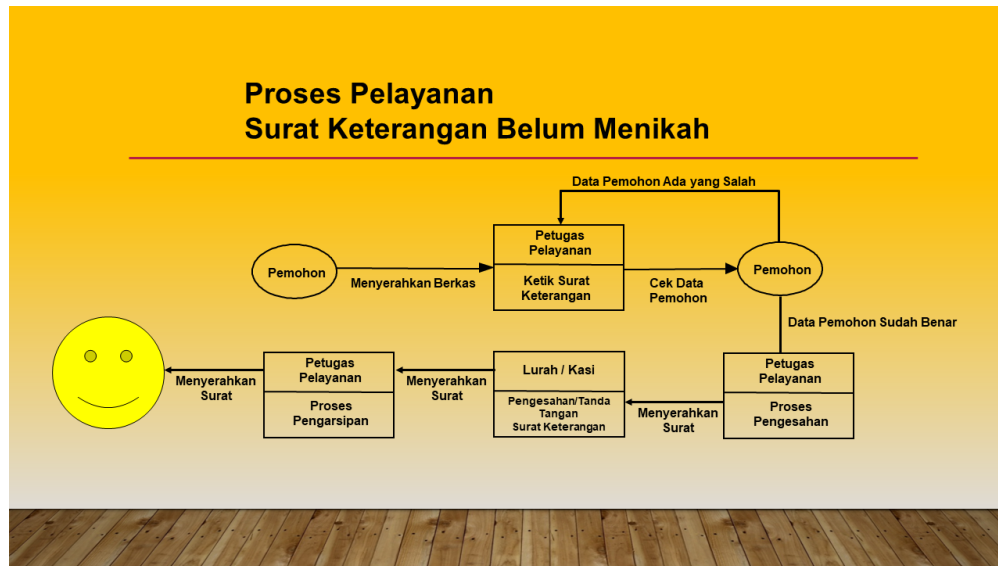 Proses Pelayanan
Surat Keterangan Belum Menikah
Data Pemohon Ada yang Salah
Pemohon
Menyerahkan Berkas
Petugas
Pelayanan
Ketik Surat
Keterangan
Cek Data
Pemohon
Pemohon
Data Pemohon Sudah Benar
Menyerahkan
Surat
Petugas
Pelayanan
Proses
Pengarsipan
Menyerahkan
Surat
Lurah / Kasi
Pengesahan/Tanda
Tangan
Surat Keterangan
Menyerahkan
Surat
Petugas
Pelayanan
Proses
Pengesahan